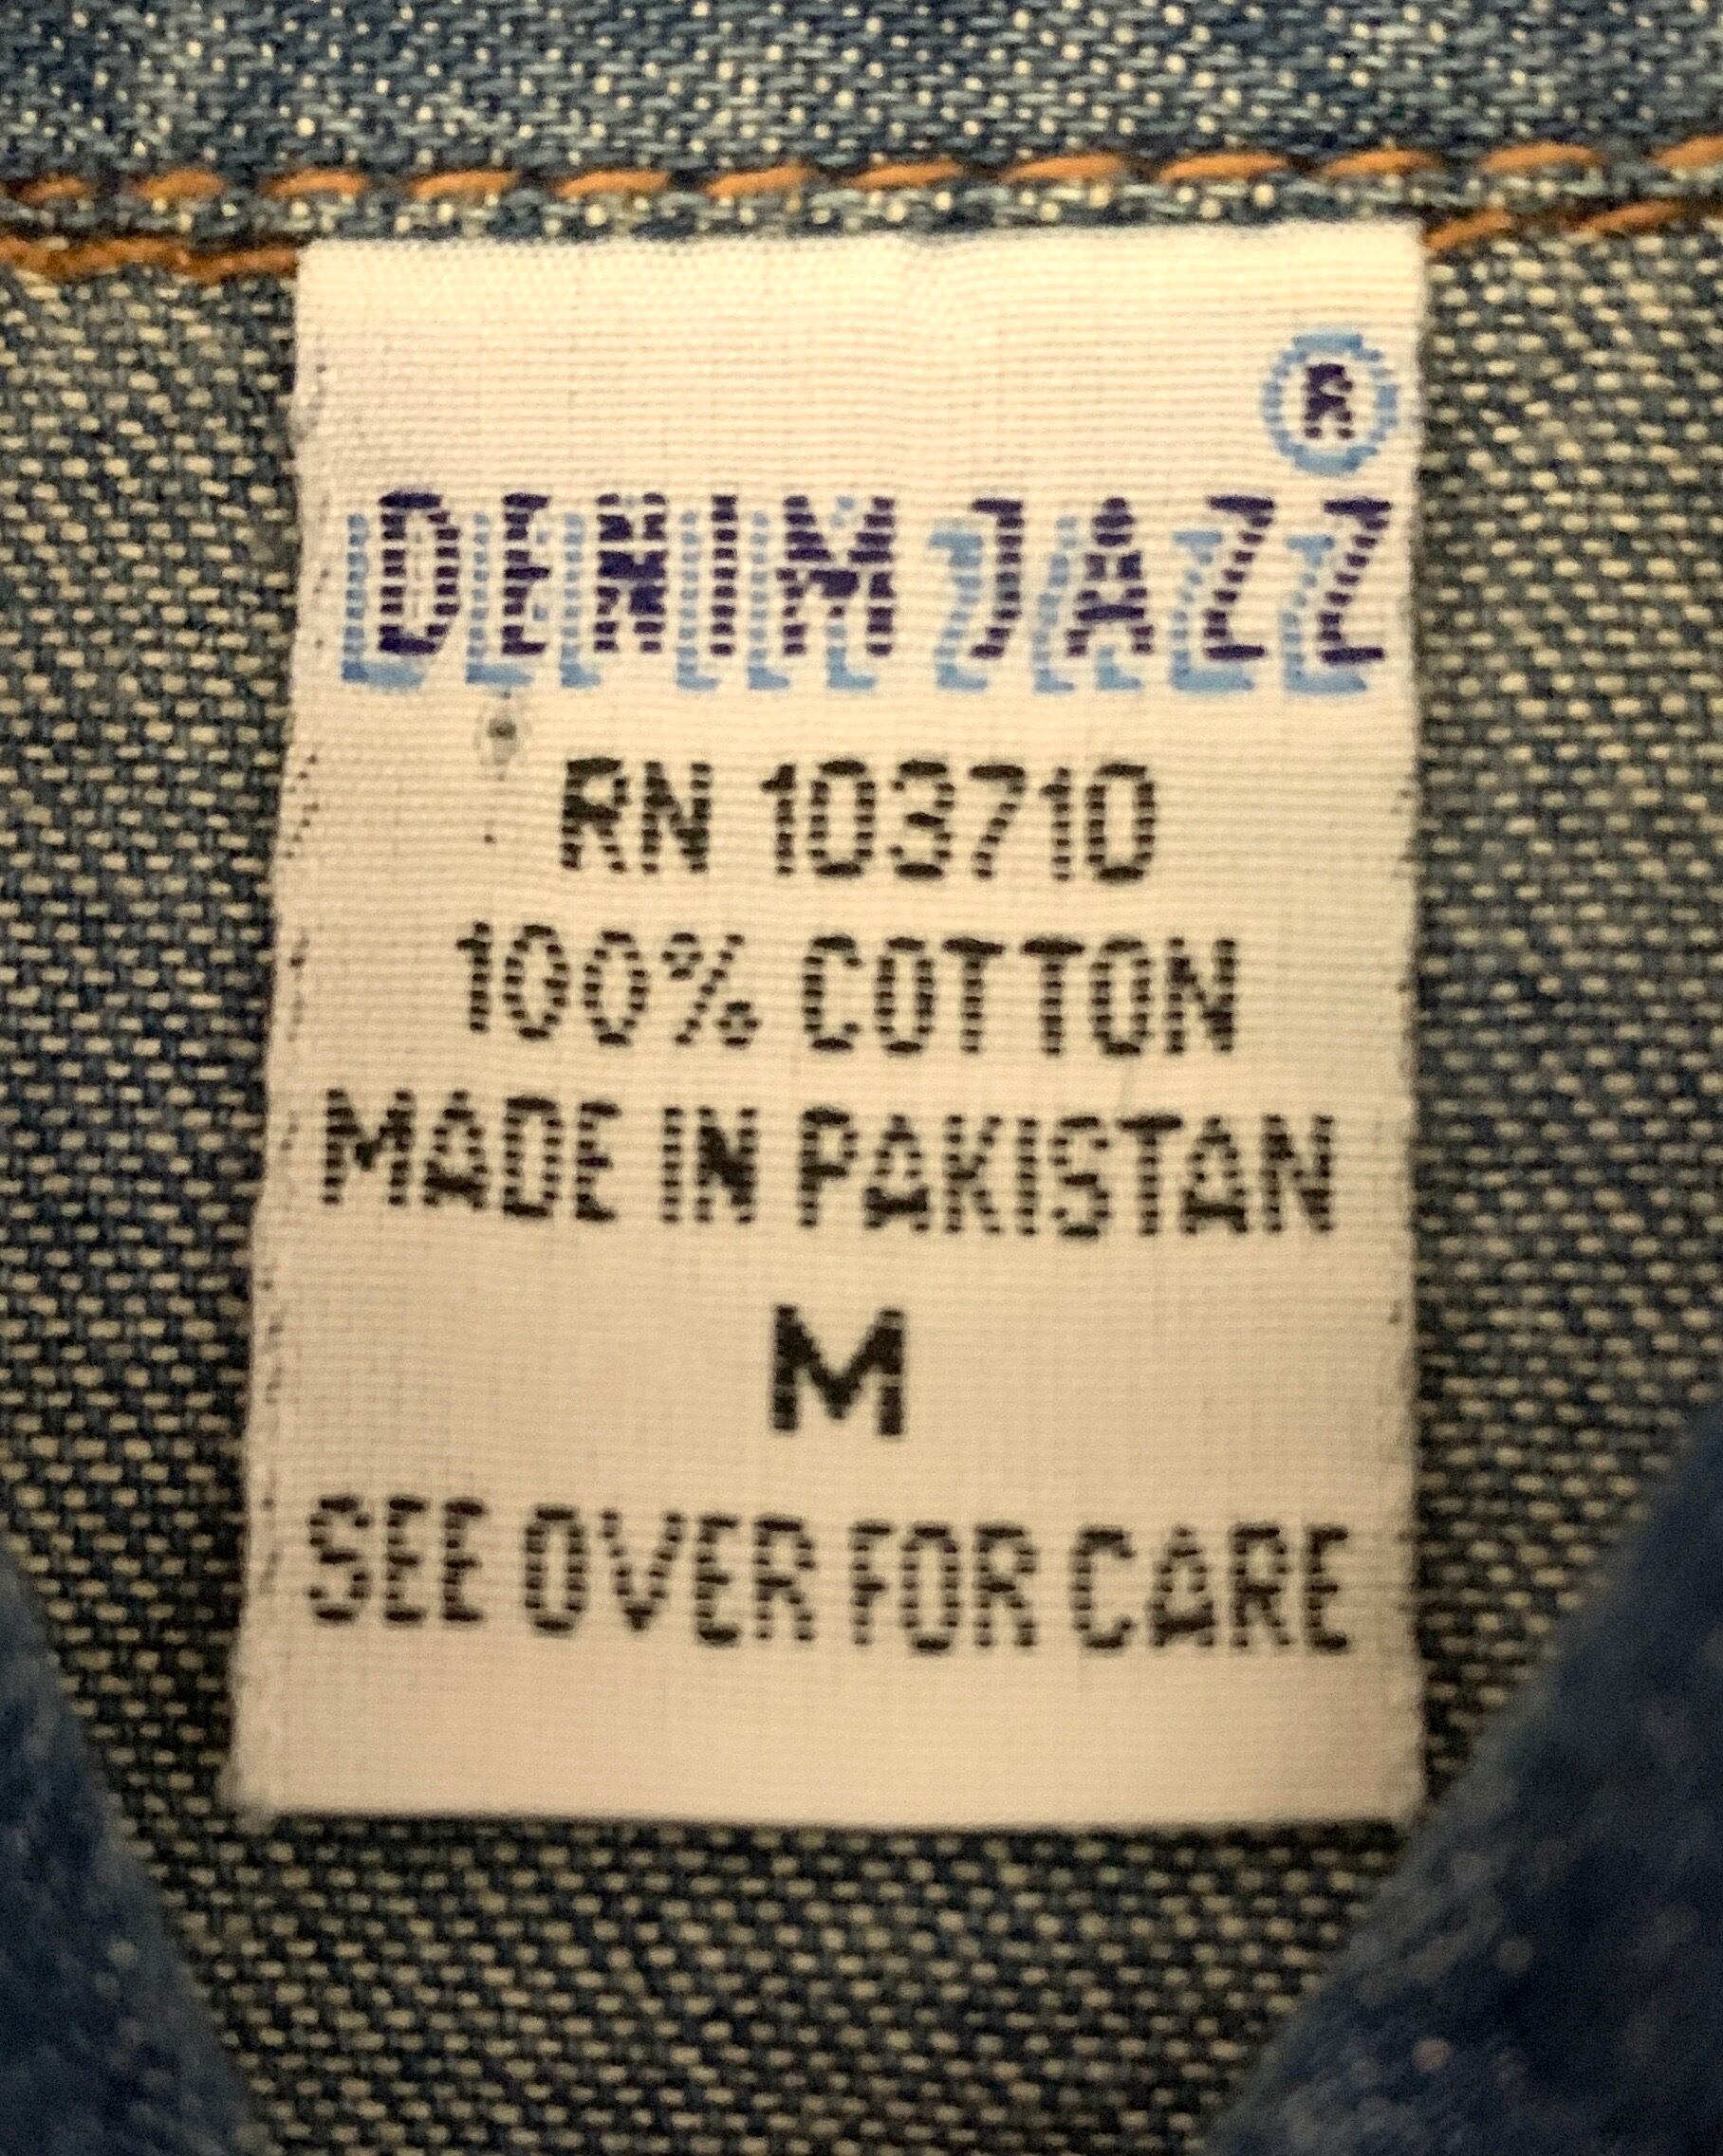 ®
DENIM JAZZ
RN 103710
100% COTTON
MADE IN PAKISTAN
M
SEE OVER FOR CARE